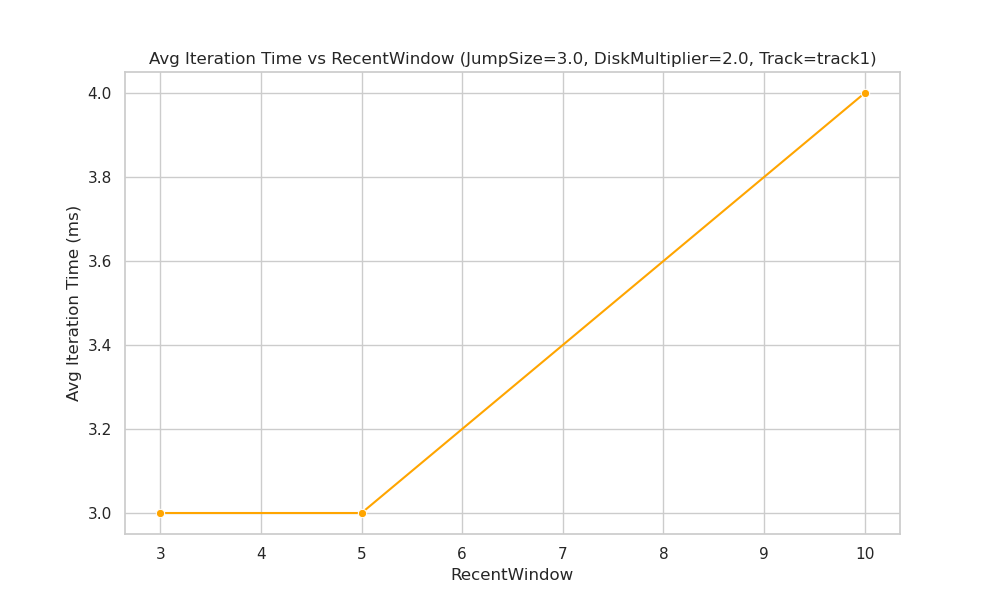 Avg Iteration Time vs RecentWindow (JumpSize=3.0, DiskMultiplier=2.0, Track=track1)
Avg Iteration Time (ms)
4.0
3.8
3.6
3.4
3.2
3.0
3 4 5 6 7 8 9 10
RecentWindow